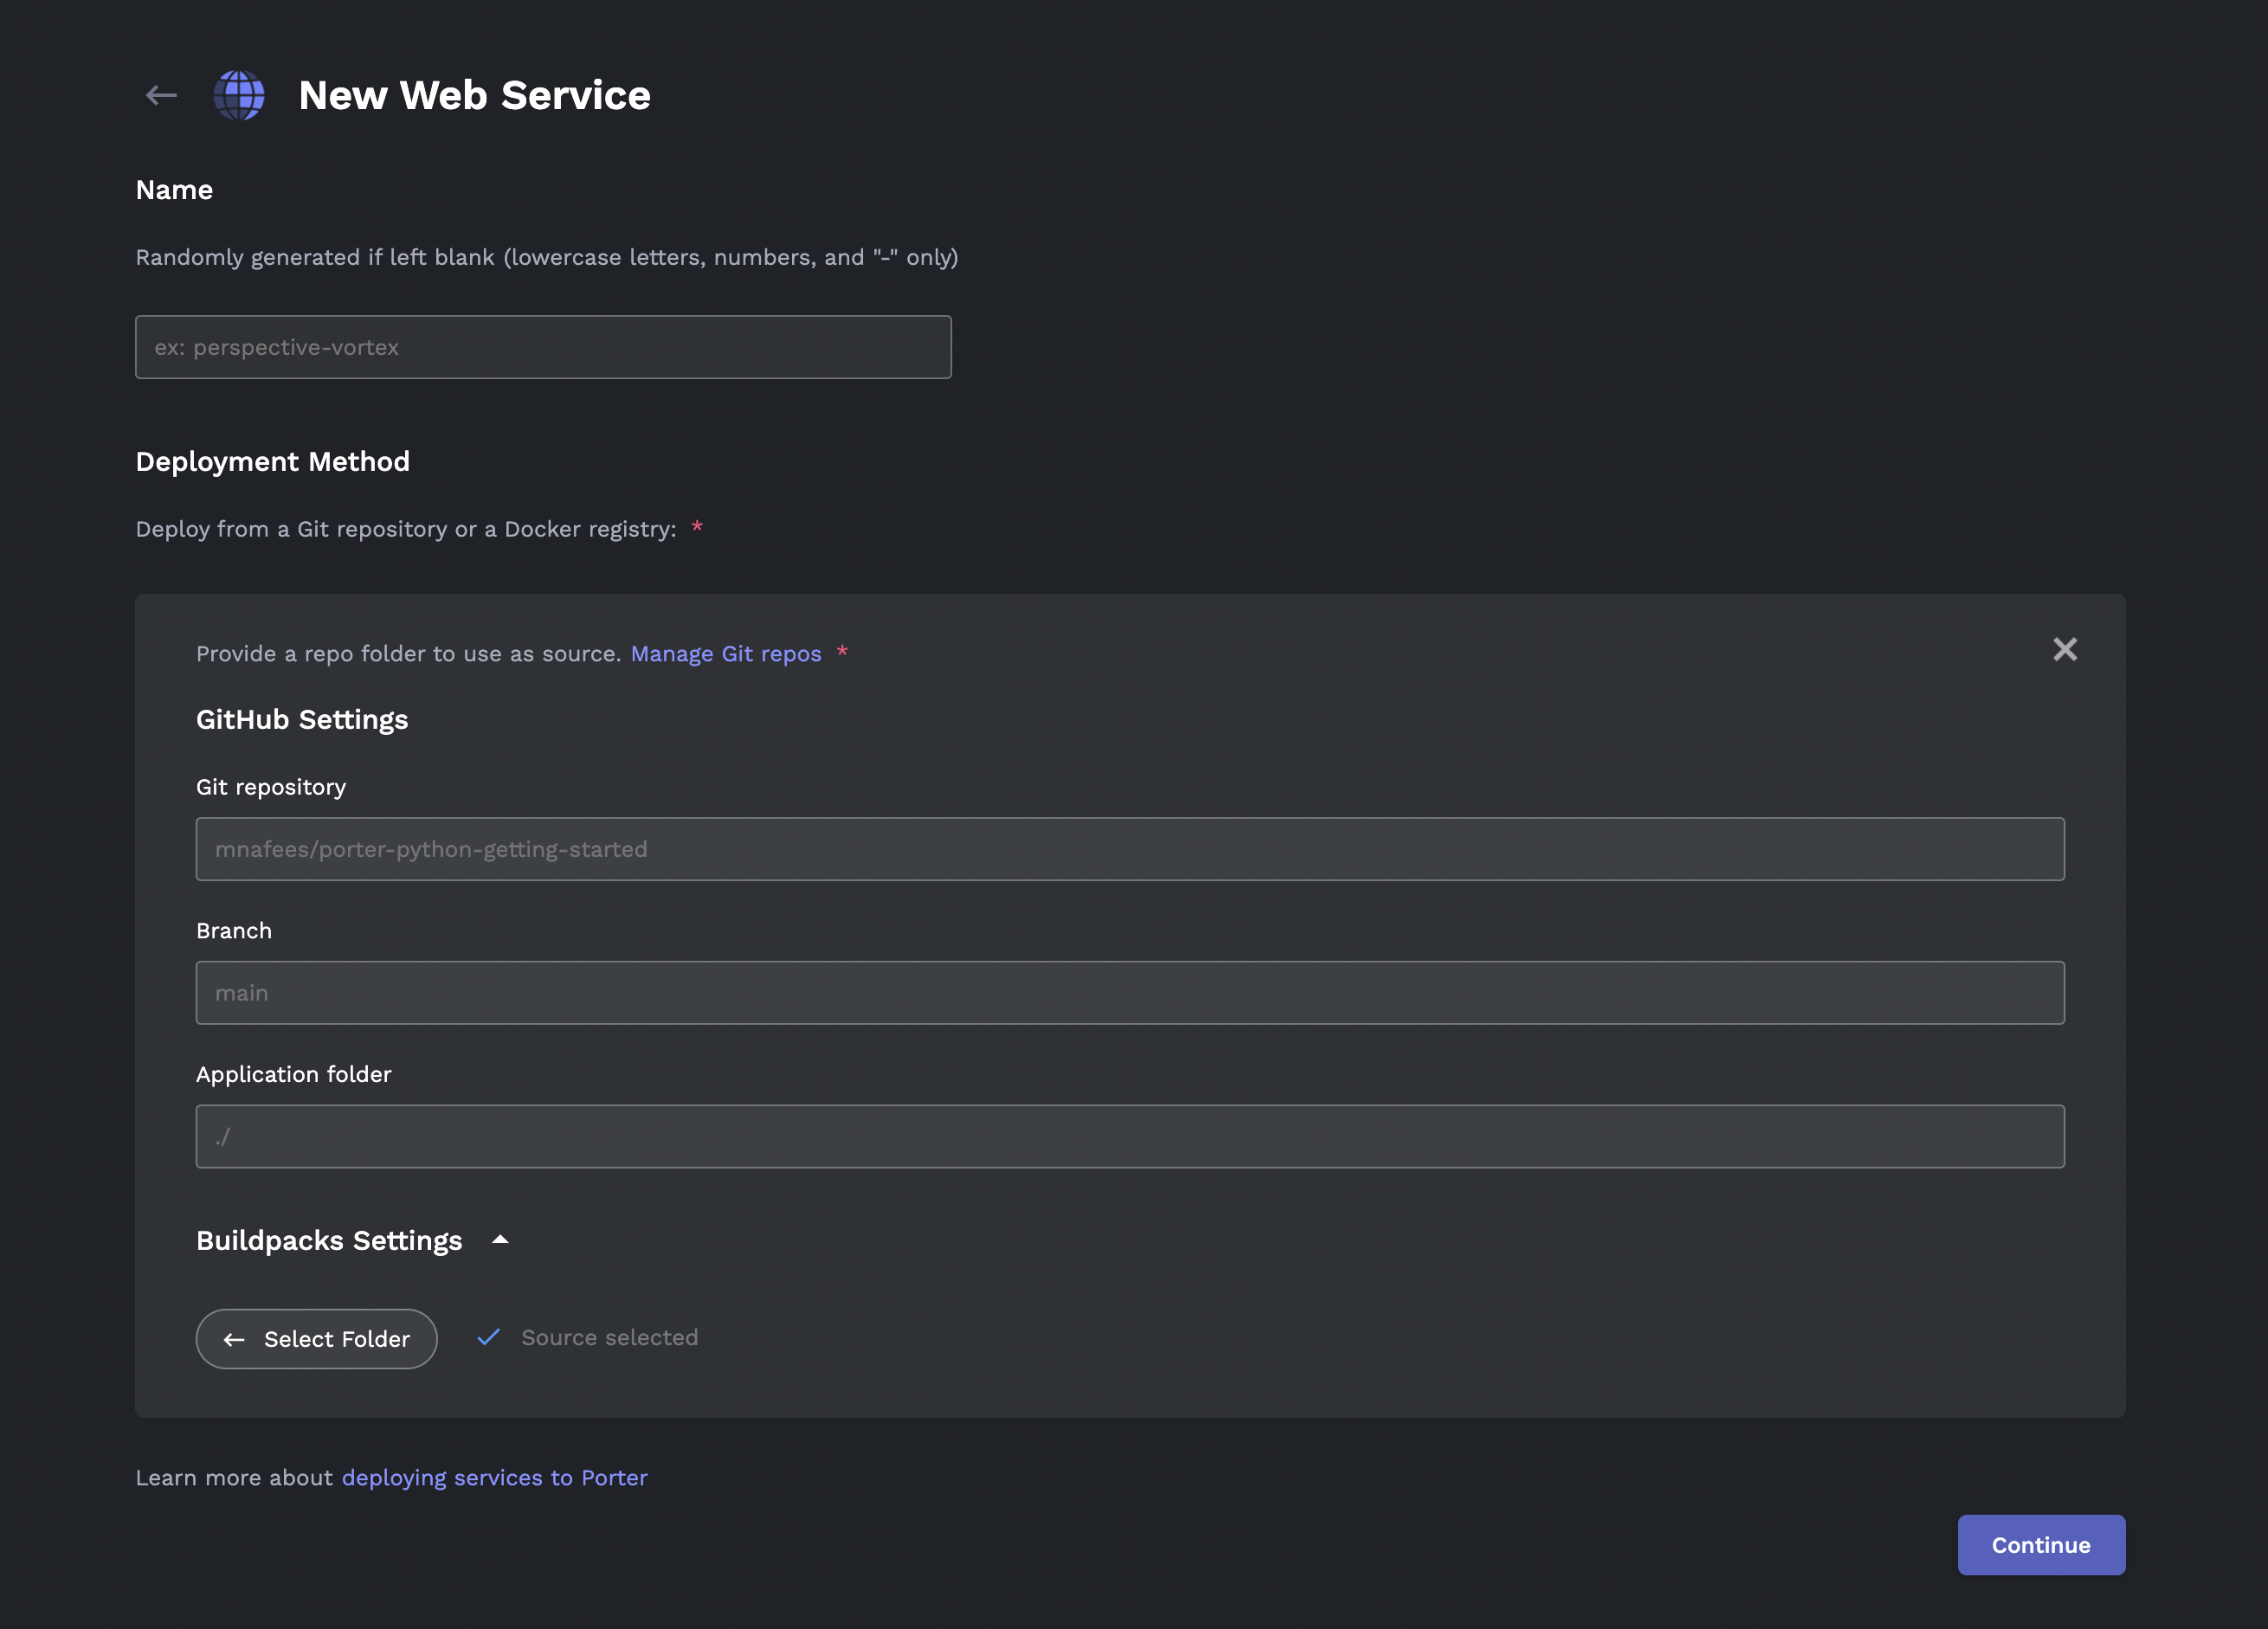 New Web Service
Name
Randomly generated if left blank (lowercase letters, numbers, and "-" only)
ex: perspective-vortex
Deployment Method
Deploy from a Git repository or a Docker registry: *
Provide a repo folder to use as source. Manage Git repos *
GitHub Settings
Git repository
mnafees/porter-python-getting-started
Branch
main
Application folder
./
Buildpacks Settings
Select Folder
Source selected
Learn more about deploying services to Porter
Continue